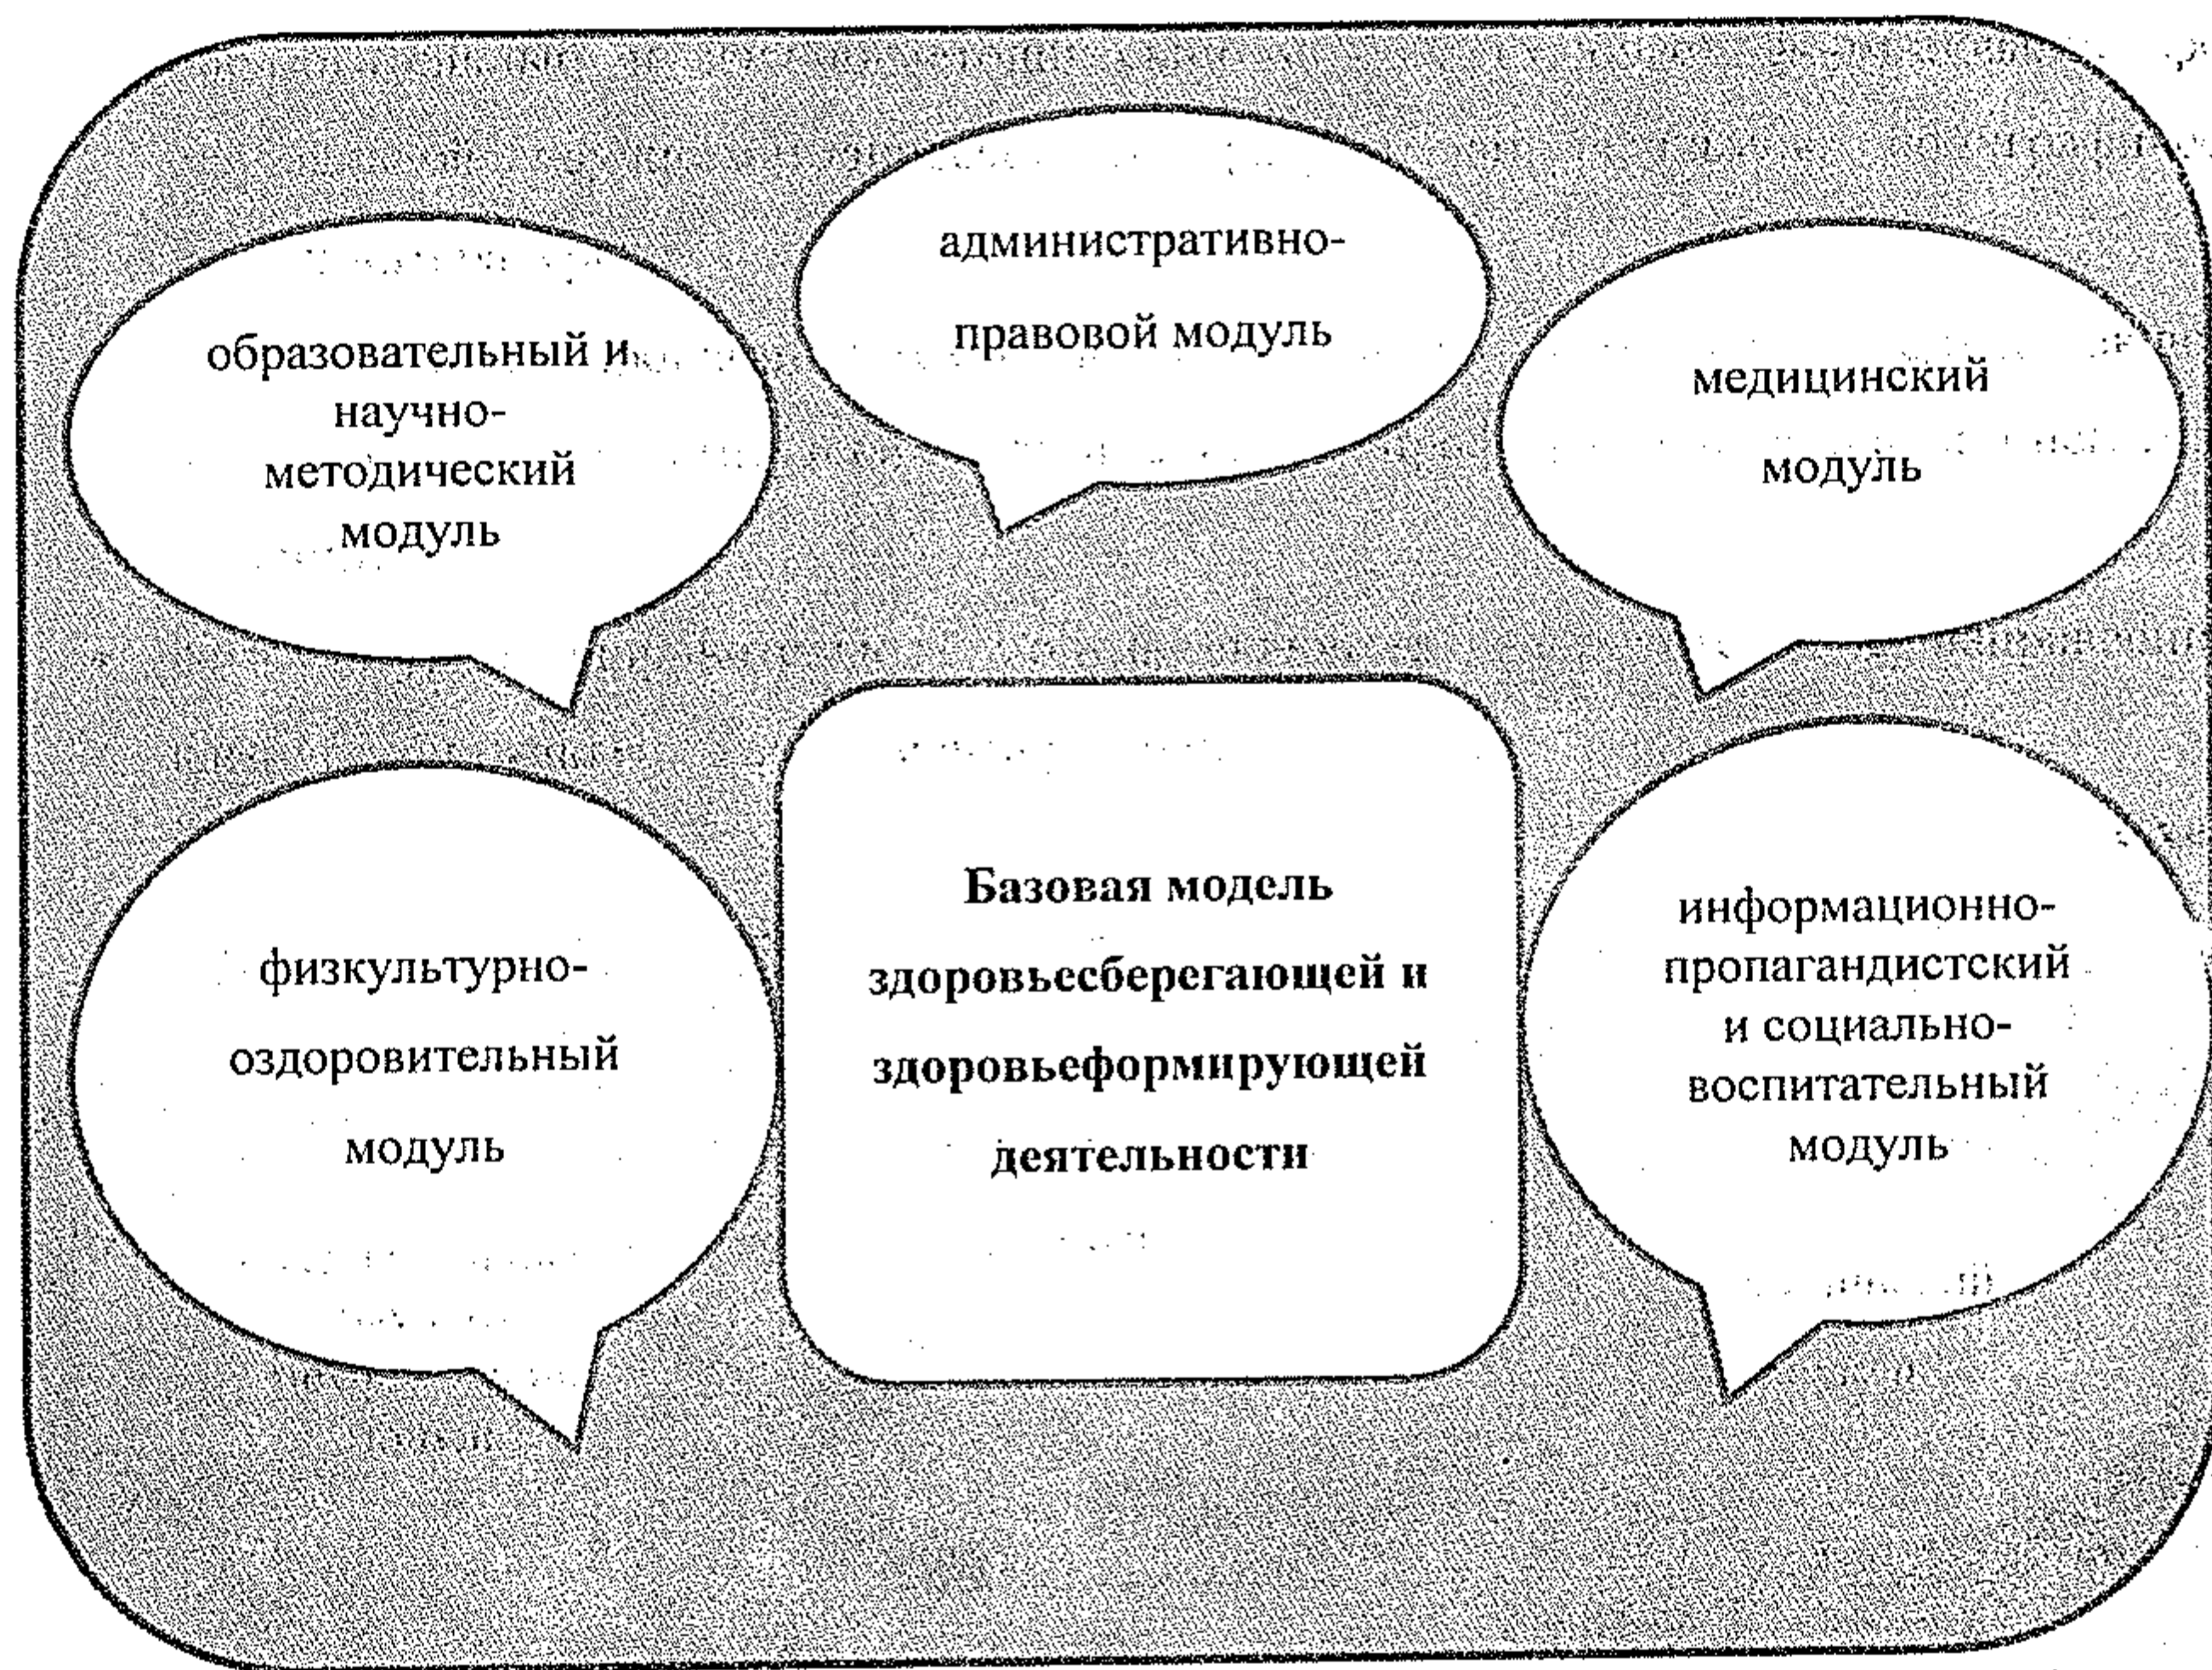 административно-
правовой модуль
образовательный и
научно-
методический
модуль
медицинский
модуль
физкультурно-
оздоровительный
модуль
Базовая модель
здоровьесберегающей и
здоровьеформирующей
деятельности
информационно-
пропагандистский
и социально-
воспитательный
модуль